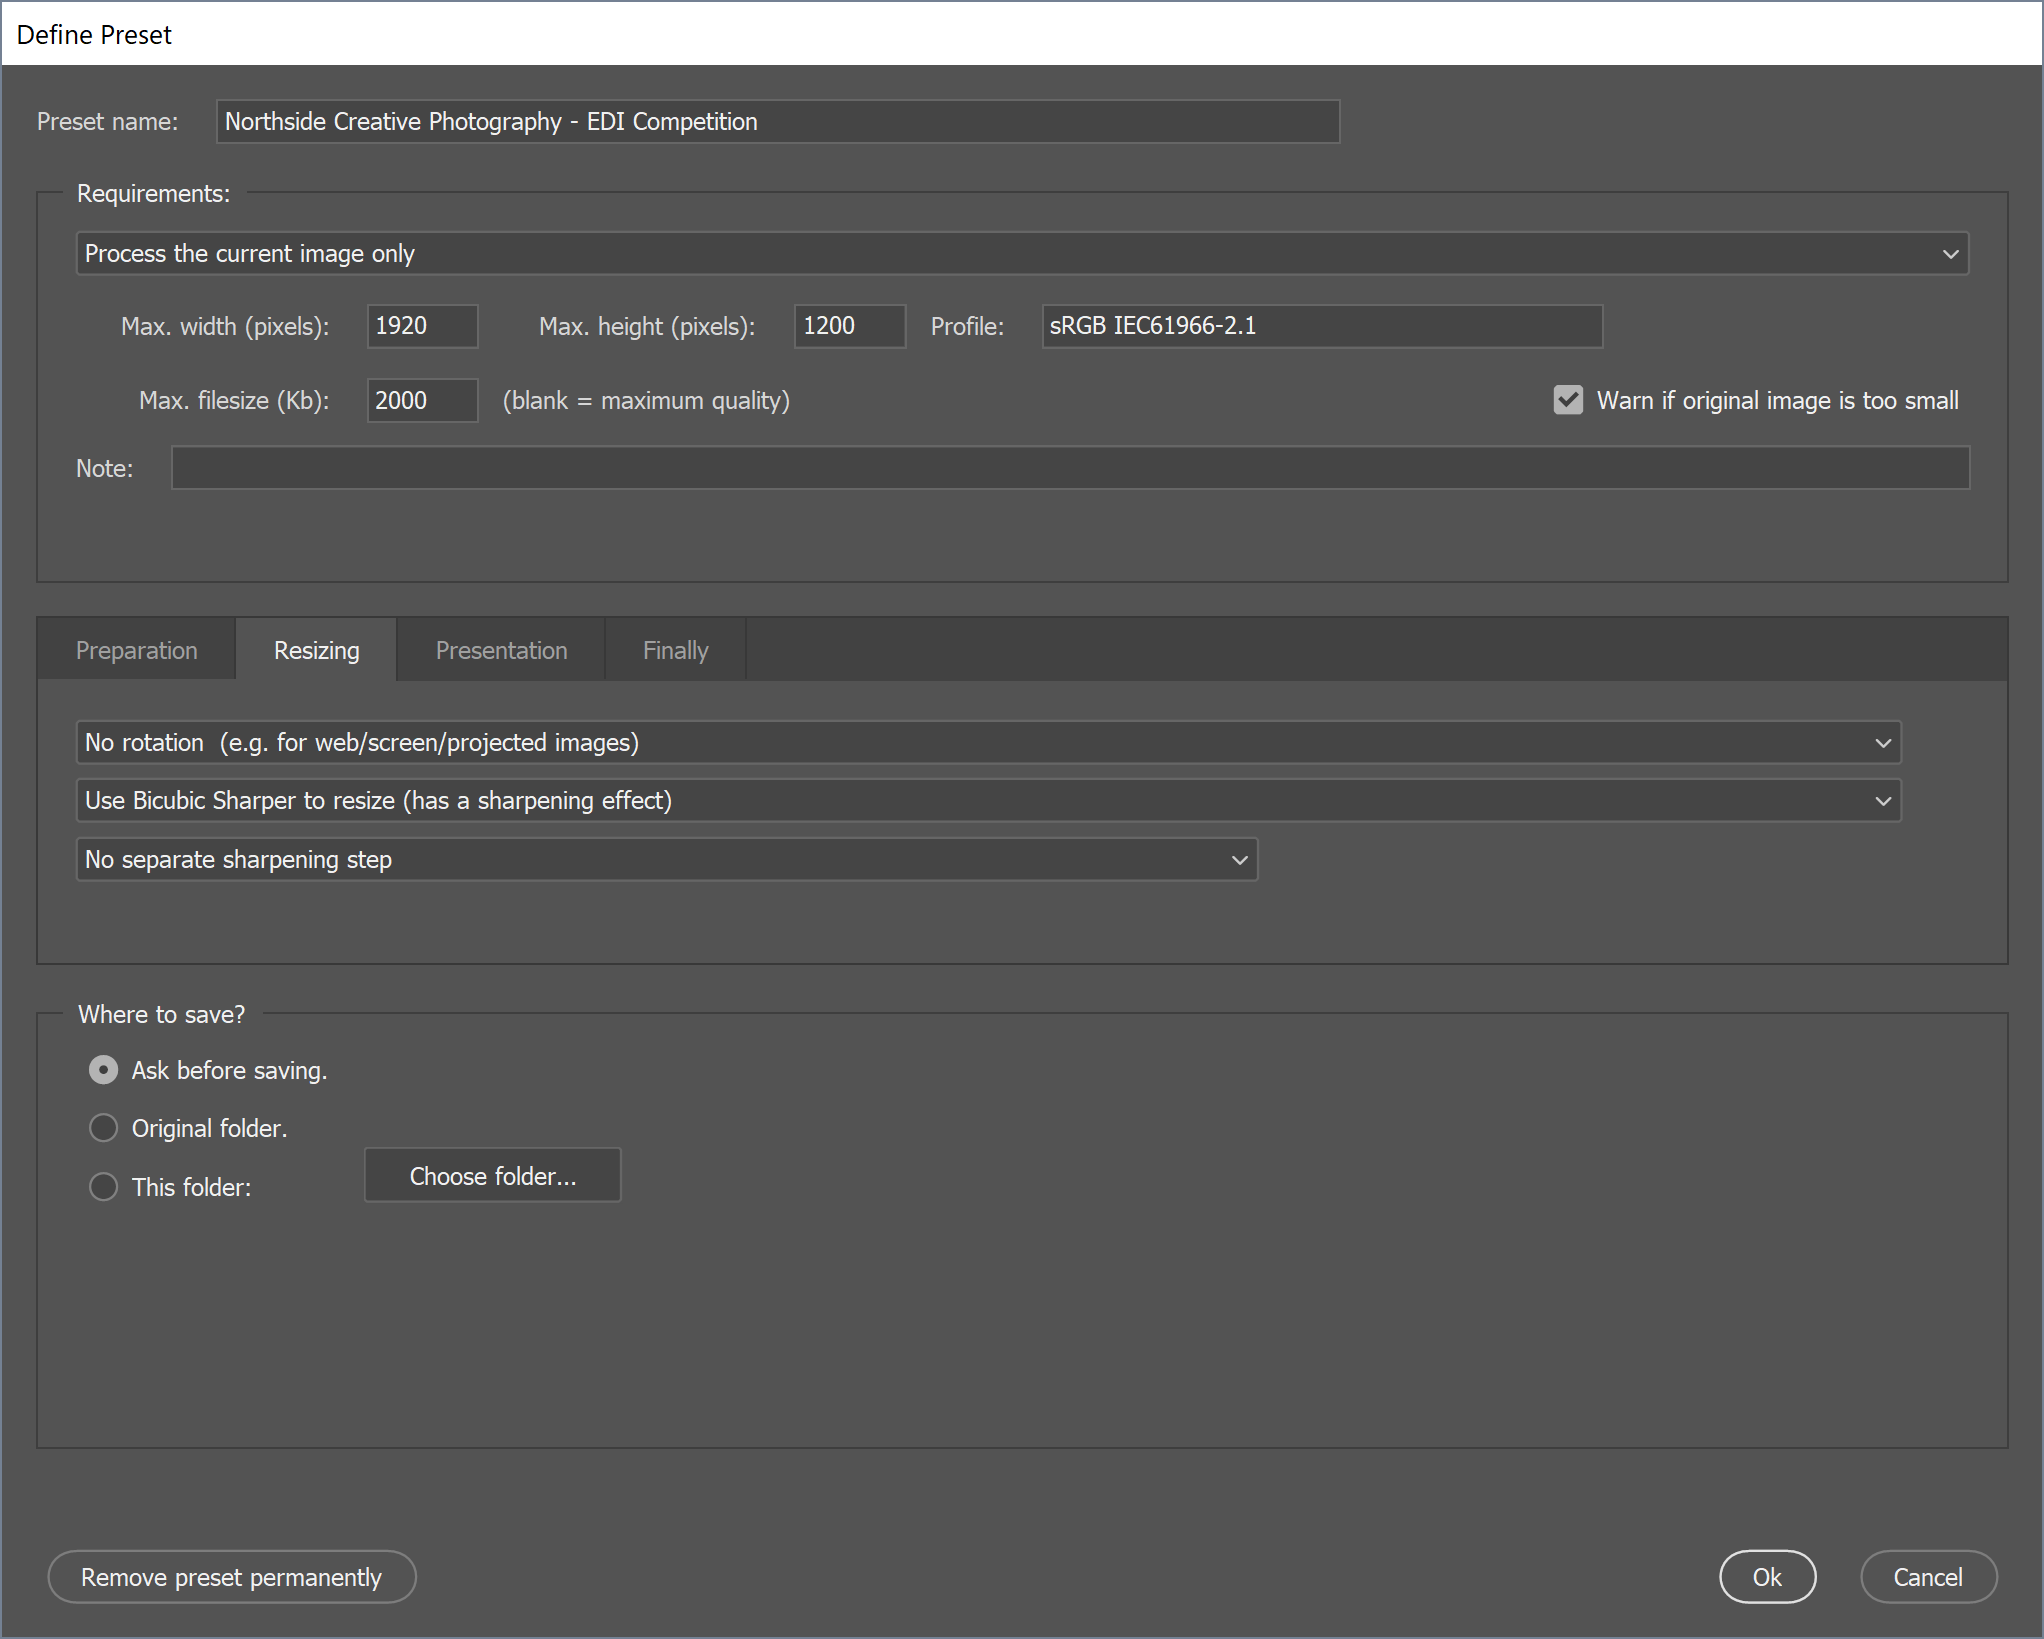 Define Preset
Preset name: Northside Creative Photography - EDI Competition
Requirements:
Process the current image only
Max. width (pixels): 1920 Max. height (pixels): 1200 Profile: sRGB IEC61966-2.1
Max. filesize (Kb): 2000 (blank = maximum quality) Warn if original image is too small
Note:
Preparation Resizing Presentation Finally
No rotation  (e.g. for web/screen/projected images)
Use Bicubic Sharper to resize (has a sharpening effect)
No separate sharpening step
Where to save?
Ask before saving.
Original folder.
This folder: Choose folder...
Remove preset permanently Ok Cancel